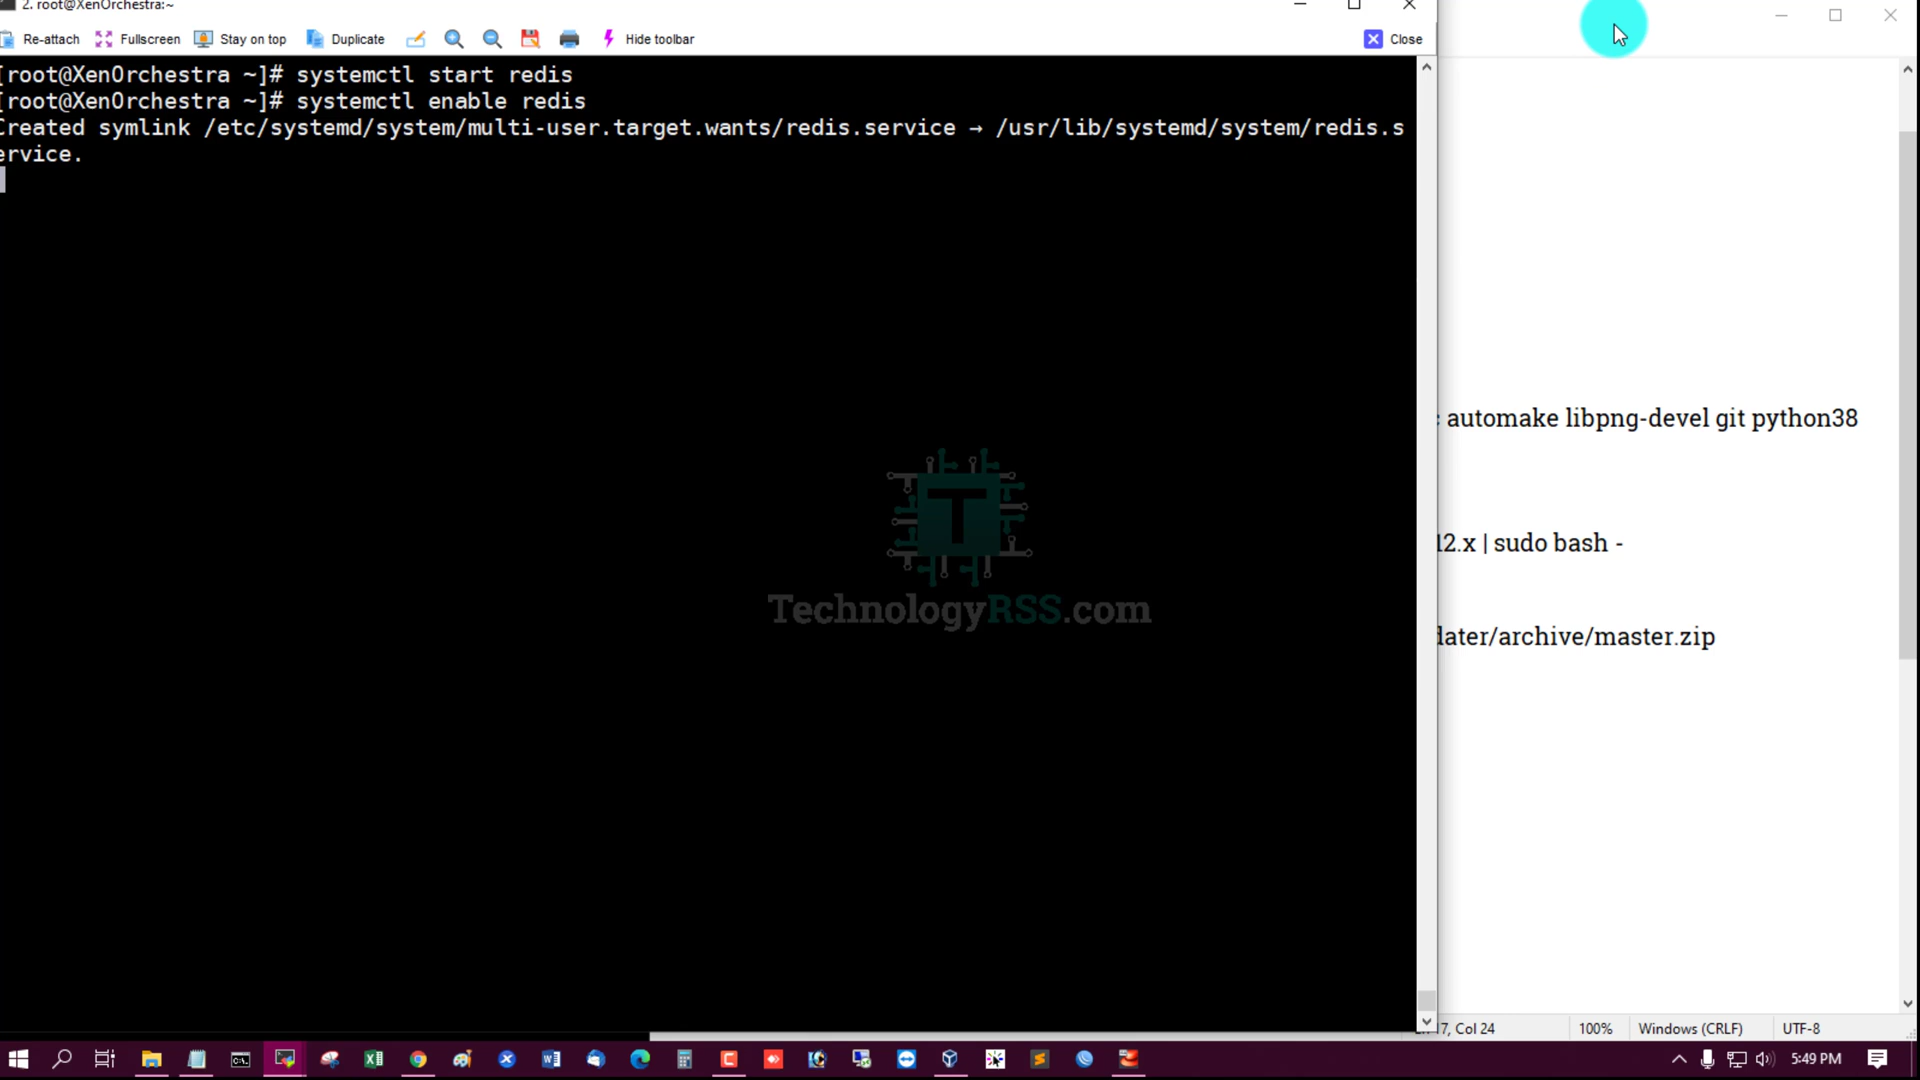 2. root@XenOrchestra:~
Re-attach Fullscreen Stay on top Duplicate Hide toolbar Close
[root@XenOrchestra ~]# systemctl start redis
[root@XenOrchestra ~]# systemctl enable redis
Created symlink /etc/systemd/system/multi-user.target.wants/redis.service → /usr/lib/systemd/system/redis.s
ervice.
automake libpng-devel git python38
12.x | sudo bash -
dater/archive/master.zip
TechnologyRSS.com
Col 24 100% Windows (CRLF) UTF-8
5:49 PM